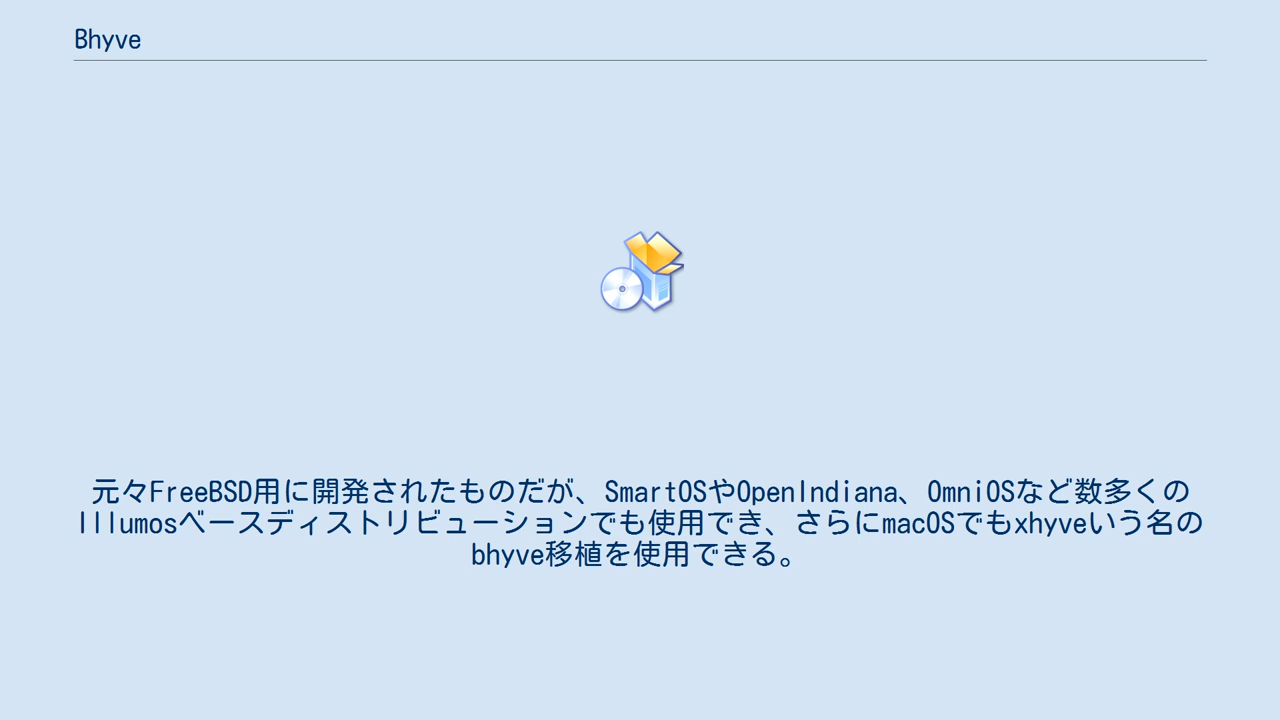 Bhyve
元々FreeBSD用に開発されたものだが、SmartOSやOpenIndiana、OmniOSなど数多くの
Illumosベースディストリビューションでも使用でき、さらにmacOSでもxhyveいう名の
bhyve移植を使用できる。